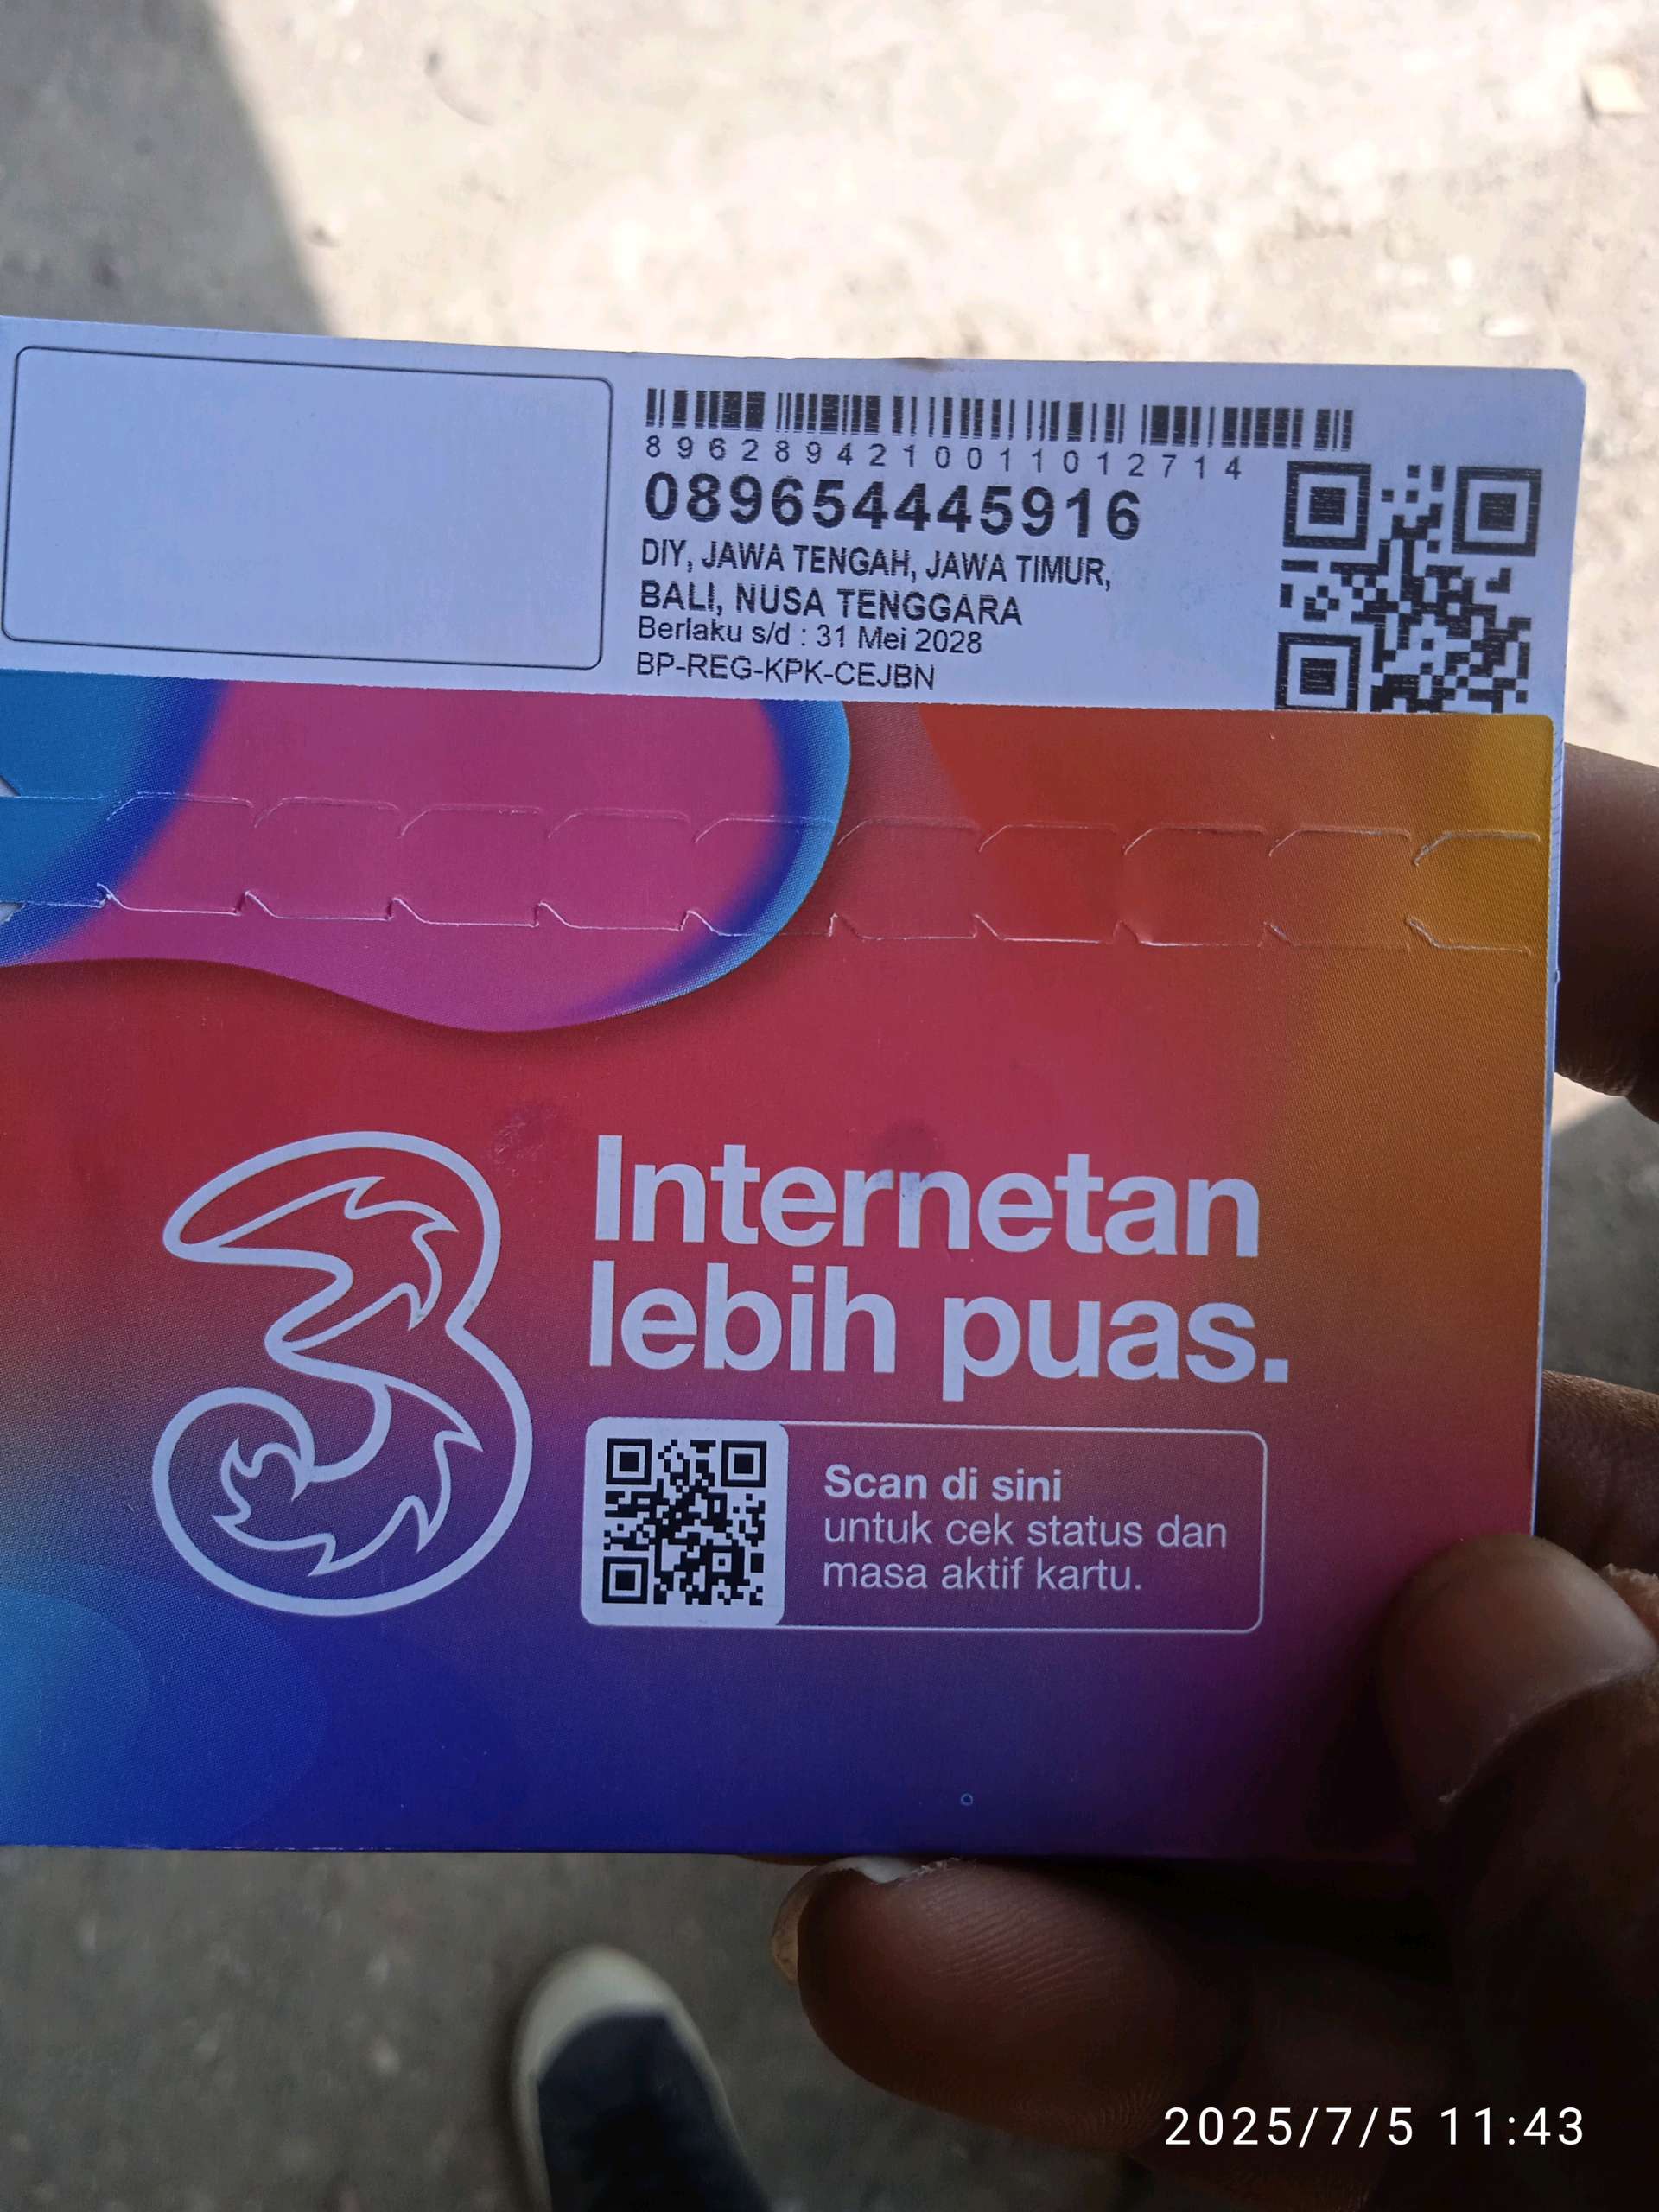 8962894210011012714
089654445916
DIY, JAWA TENGAH, JAWA TIMUR,
BALI, NUSA TENGGARA
Berlaku s/d : 31 Mei 2028
BP-REG-KPK-CEJBN
3
Internetan
lebih puas.
Scan di sini
untuk cek status dan
masa aktif kartu.
2025/7/5 11:43